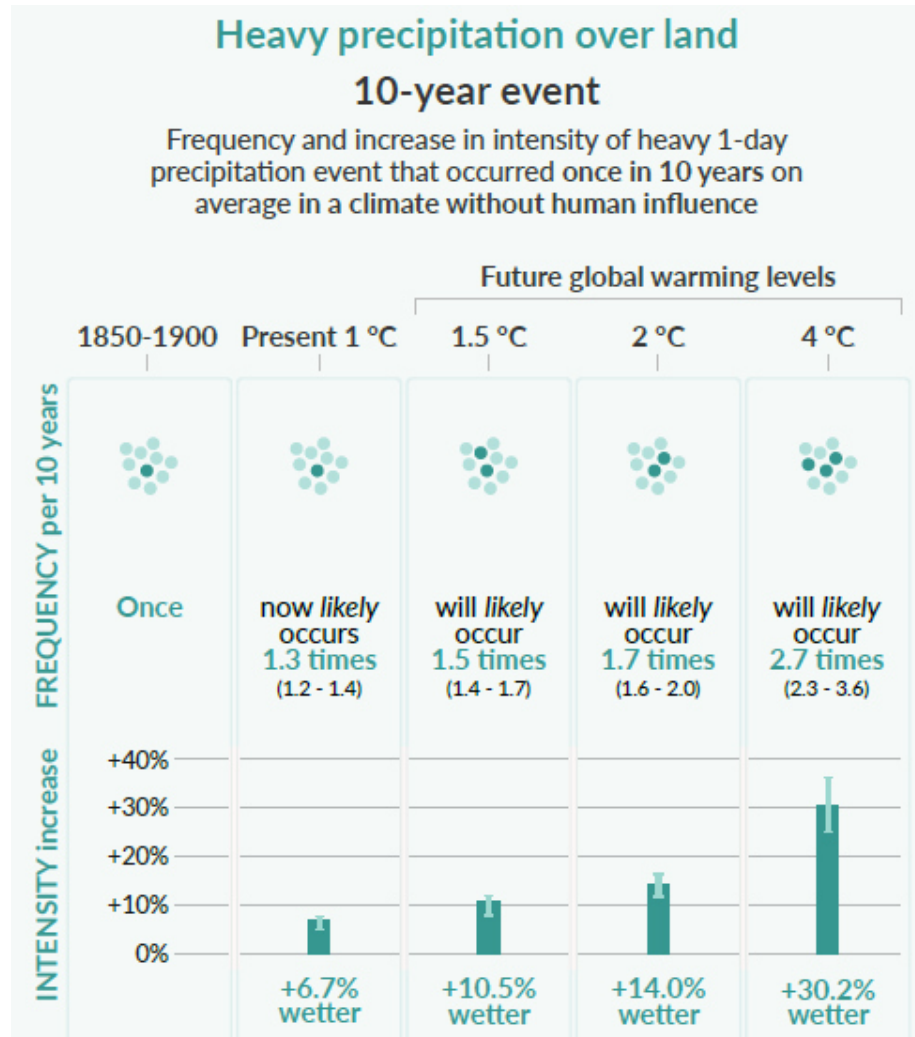 Heavy precipitation over land
10-year event
Frequency and increase in intensity of heavy 1-day
precipitation event that occurred once in 10 years on
average in a climate without human influence
Future global warming levels
1850-1900 Present 1 °C 1.5 °C 2 °C 4 °C
FREQUENCY per 10 years
Once
now likely
occurs
1.3 times
(1.2 - 1.4)
will likely
occur
1.5 times
(1.4 - 1.7)
will likely
occur
1.7 times
(1.6 - 2.0)
will likely
occur
2.7 times
(2.3 - 3.6)
INTENSITY increase
+40%
+30%
+20%
+10%
0%
+6.7%
wetter
+10.5%
wetter
+14.0%
wetter
+30.2%
wetter